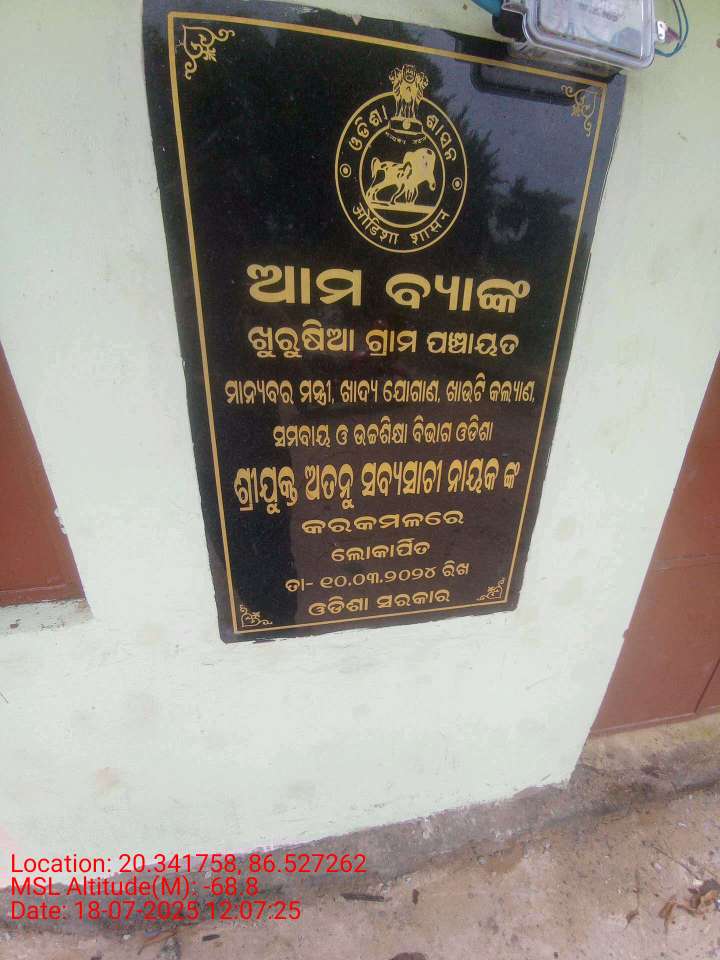 ଓଡିଶା ଶାସନ
ओडिशा शासन
ଆମ ବ୍ୟାଙ୍କ
ଖୁରୁଷିଆ ଗ୍ରାମ ପଞ୍ଚାୟତ
ମାନ୍ୟବର ମନ୍ତ୍ରୀ, ଖାଦ୍ୟ ଯୋଗାଣ, ଖାଉଟି କଲ୍ୟାଣ,
ସମବାୟ ଓ ଉଚ୍ଚଶିକ୍ଷା ବିଭାଗ ଓଡିଶା
ଶ୍ରୀଯୁକ୍ତ ଅତନୁ ସବ୍ୟସାଚୀ ନାୟକ ଙ୍କ
କରକମଳରେ
ଲୋକାର୍ପିତ
ତା- ୧୦.୦୩.୨୦୨୪ ରିଖ
ଓଡିଶା ସରକାର
Location: 20.341758, 86.527262
MSL Altitude(M): -68.8
Date: 18-07-2025 12:07:25